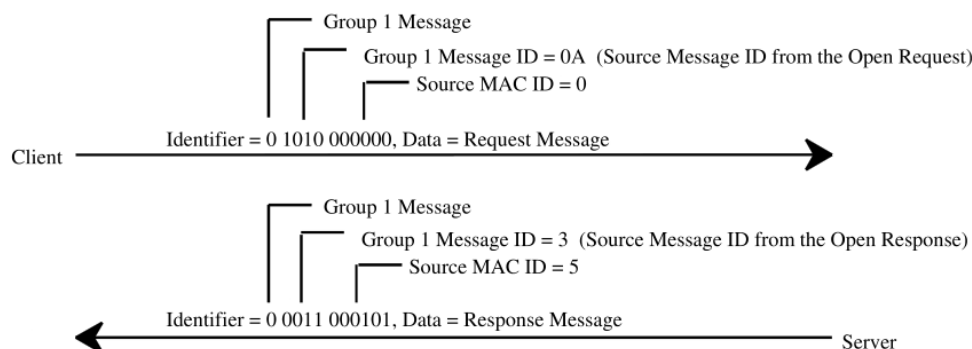 Group 1 Message
Group 1 Message ID = 0A (Source Message ID from the Open Request)
Source MAC ID = 0
Identifier = 0 1010 000000, Data = Request Message
Client
Group 1 Message
Group 1 Message ID = 3 (Source Message ID from the Open Response)
Source MAC ID = 5
Identifier = 0 0011 000101, Data = Response Message
Server